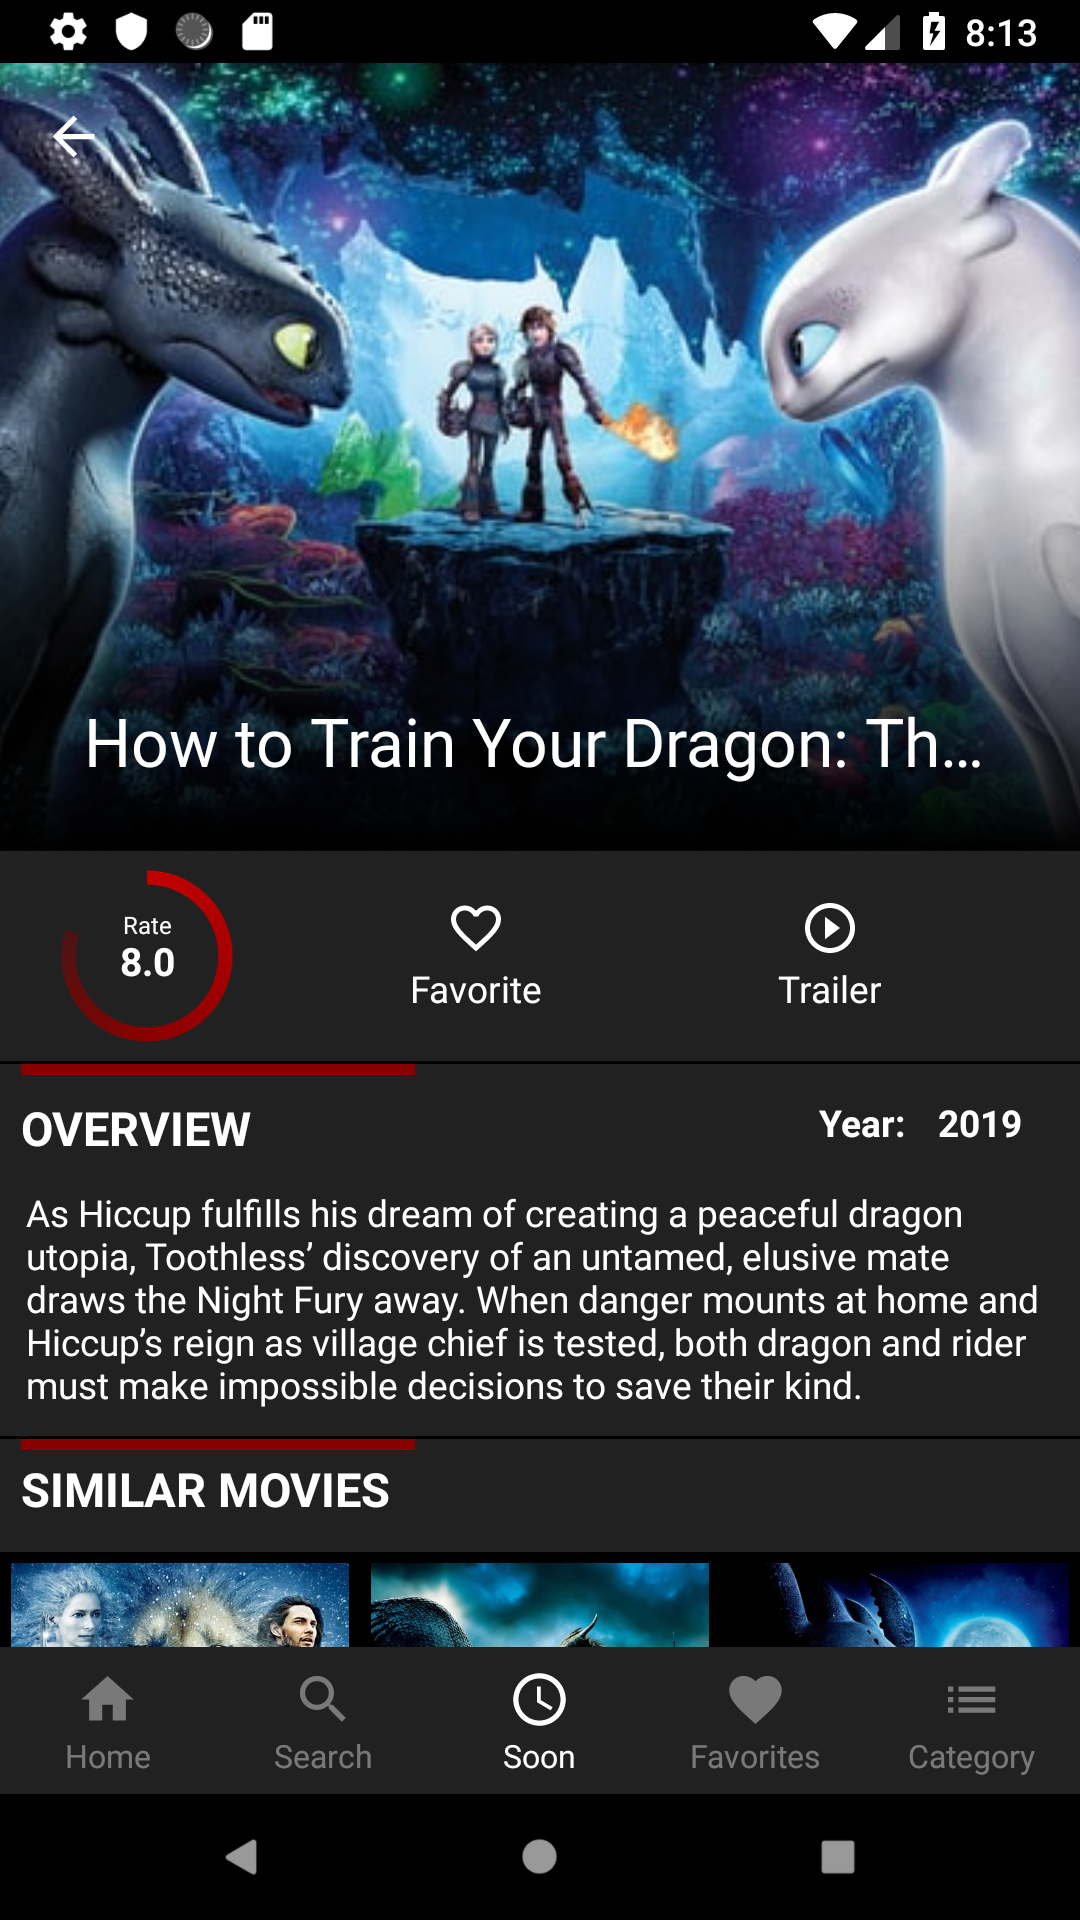 8:13
How to Train Your Dragon: Th...
Rate
8.0
Favorite
Trailer
OVERVIEW
Year: 2019
As Hiccup fulfills his dream of creating a peaceful dragon
utopia, Toothless’ discovery of an untamed, elusive mate
draws the Night Fury away. When danger mounts at home and
Hiccup’s reign as village chief is tested, both dragon and rider
must make impossible decisions to save their kind.
SIMILAR MOVIES
Home
Search
Soon
Favorites
Category